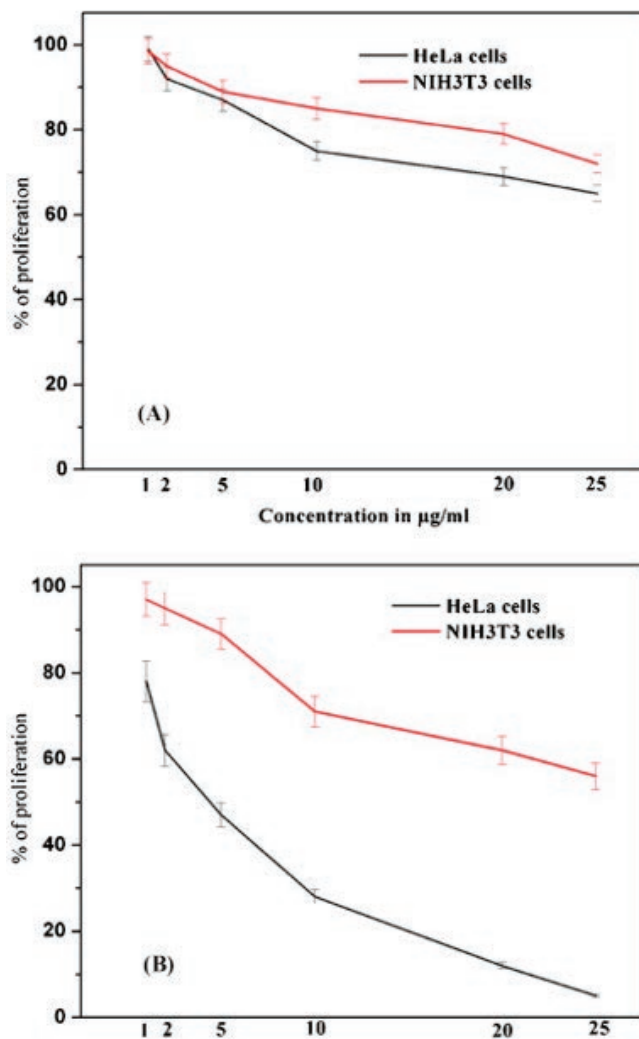 100
80
60
40
20
0
% of proliferation
HeLa cells
NIH3T3 cells
(A)
1 2 5 10 20 25
Concentration in µg/ml
100
80
60
40
20
0
% of proliferation
HeLa cells
NIH3T3 cells
(B)
1 2 5 10 20 25